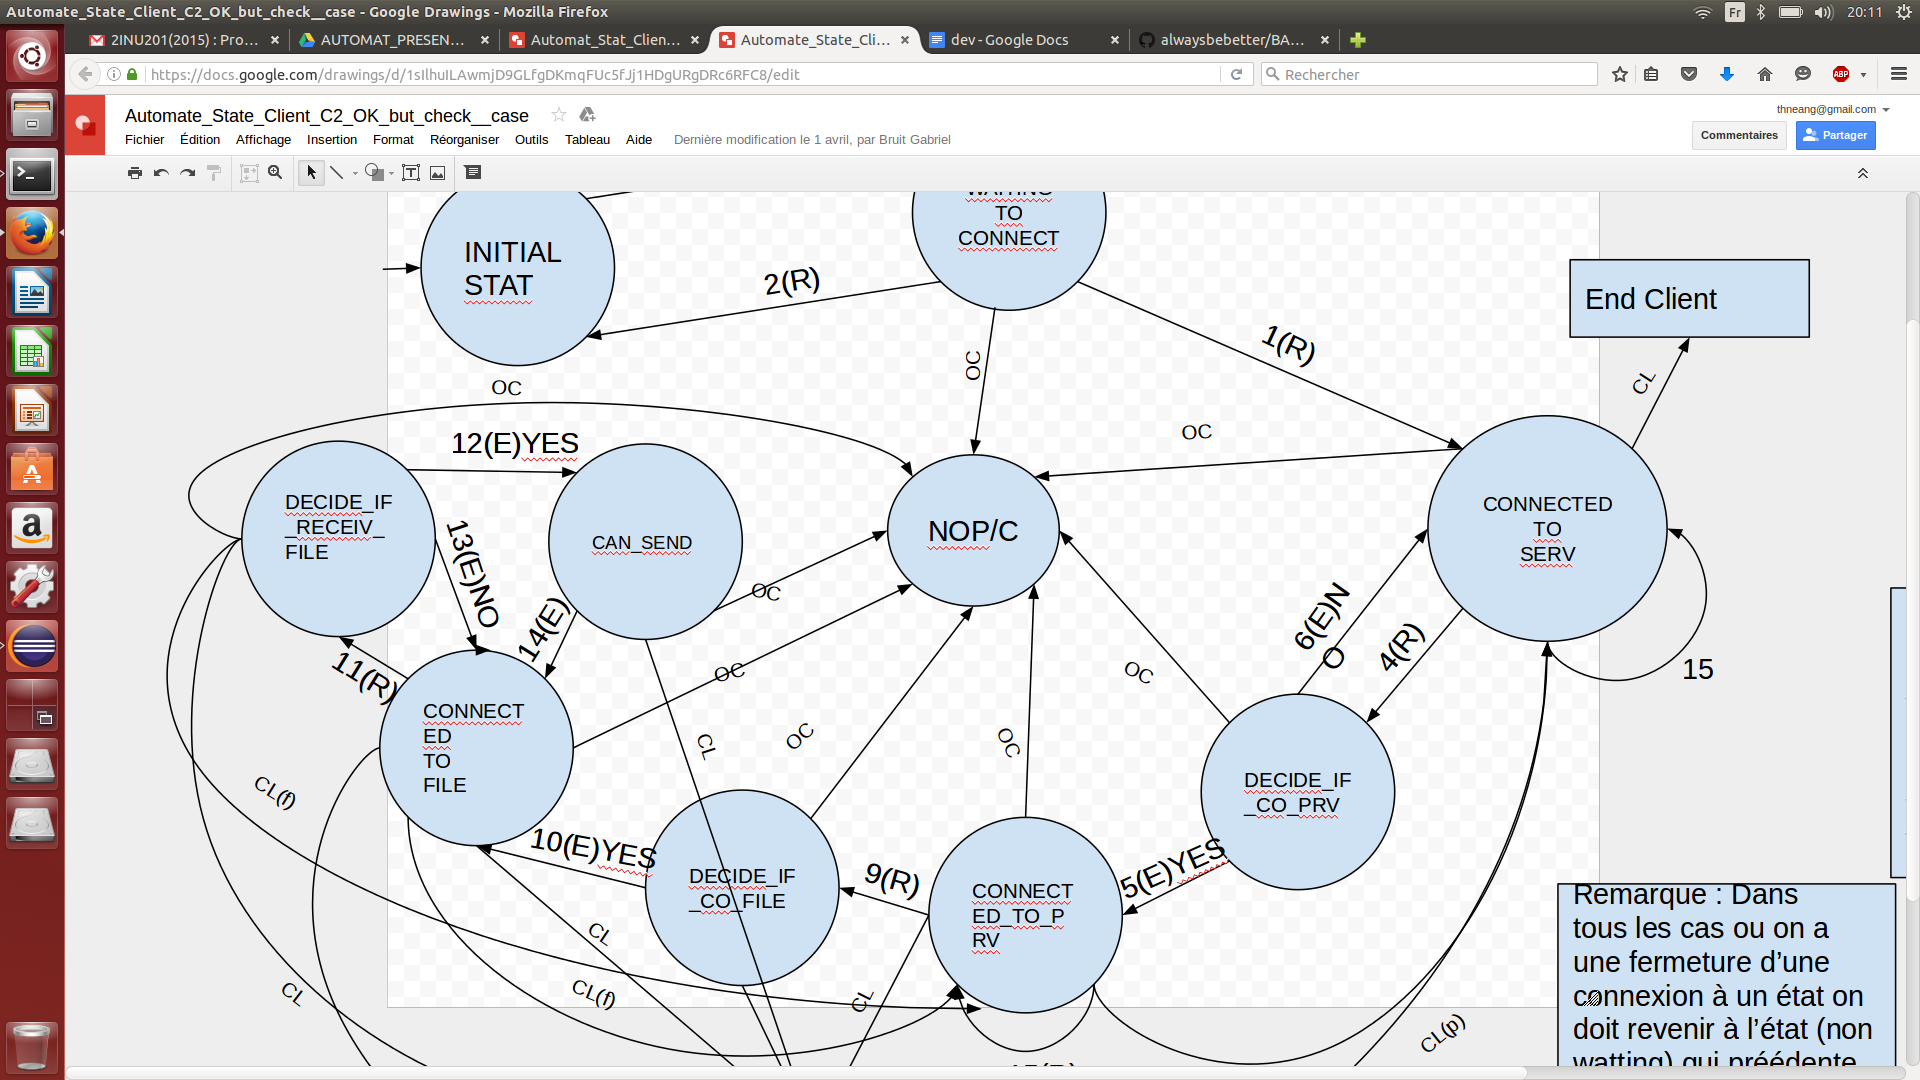 Automate_State_Client_C2_OK_but_check__case - Google Drawings - Mozilla Firefox
Fr
20:11
2INU201(2015) : Pro...
AUTOMAT_PRESEN...
Automat_Stat_Clien...
Automate_State_Cli...
dev - Google Docs
alwaysbebetter/BA...
https://docs.google.com/drawings/d/1sIlhuILAwmjD9GLfgDKmqFUc5fJj1HDgURgDRc6RFC8/edit
Rechercher
ABP
Automate_State_Client_C2_OK_but_check__case
thneang@gmail.com
Fichier Édition Affichage Insertion Format Réorganiser Outils Tableau Aide
Dernière modification le 1 avril, par Bruit Gabriel
Commentaires
Partager
WAITING
TO
CONNECT
INITIAL
STAT
2(R)
1(R)
End Client
OC
OC
OC
CL
12(E)YES
DECIDE_IF
_RECEIV_
FILE
CAN_SEND
NOP/C
CONNECTED
TO
SERV
13(E)NO
14(E)
OC
6(E)N
O
4(R)
15
11(R)
OC
OC
CONNECT
ED
TO
FILE
CL
OC
OC
DECIDE_IF
_CO_PRV
CL(f)
10(E)YES
DECIDE_IF
_CO_FILE
9(R)
CONNECT
ED_TO_P
RV
5(E)YES
CL
CL
CL(f)
CL
CL(p)
Remarque : Dans
tous les cas ou on a
une fermeture d’une
connexion à un état on
doit revenir à l’état (non
watting) qui préédente